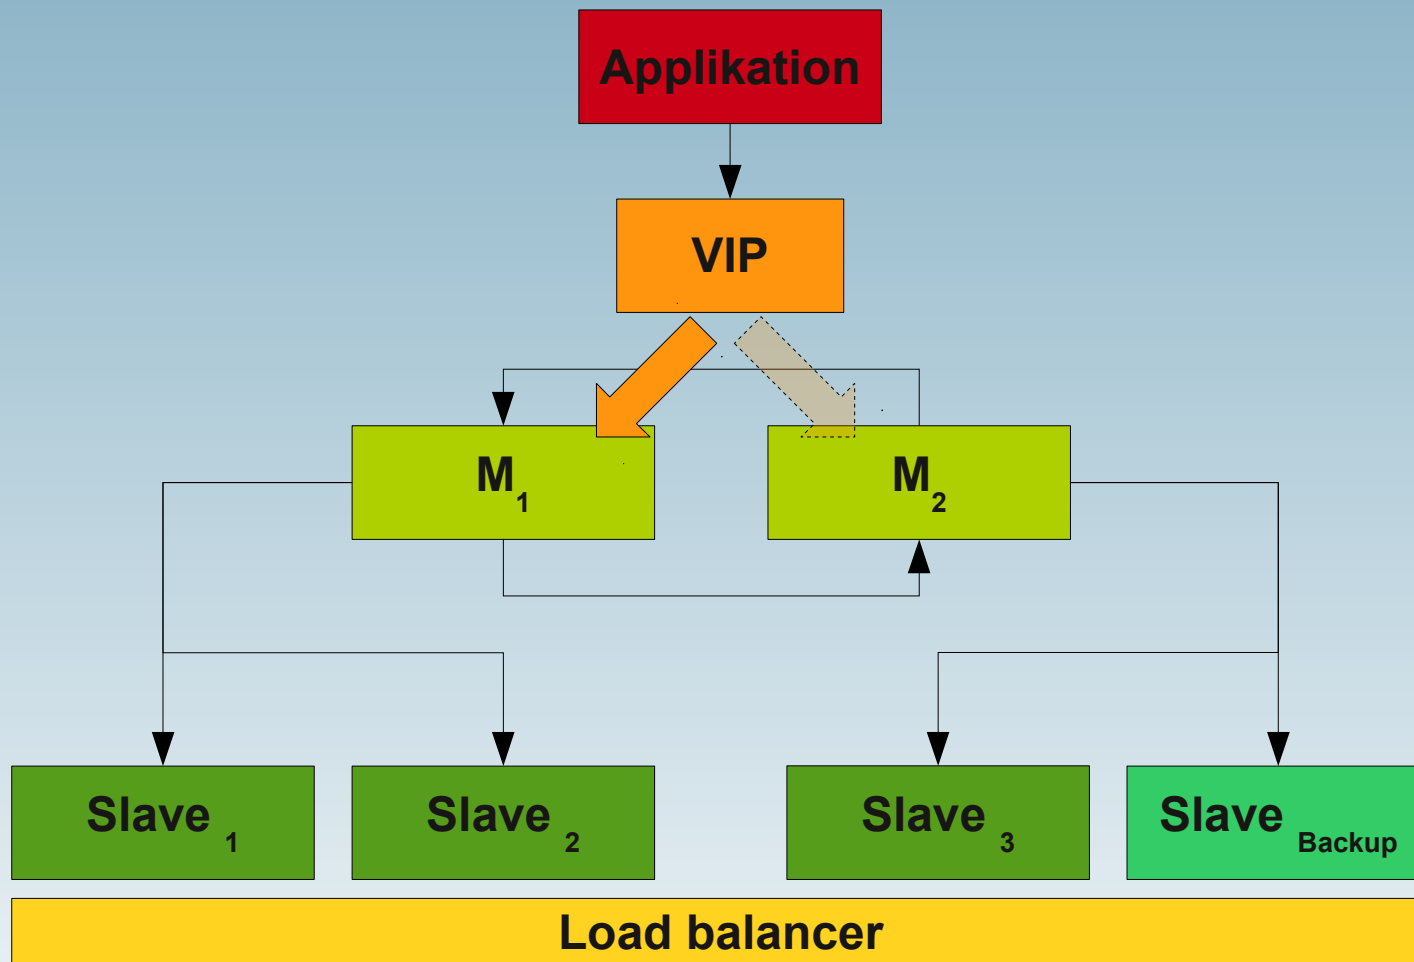 Applikation
VIP
M1
M2
Slave 1
Slave 2
Slave 3
Slave Backup
Load balancer